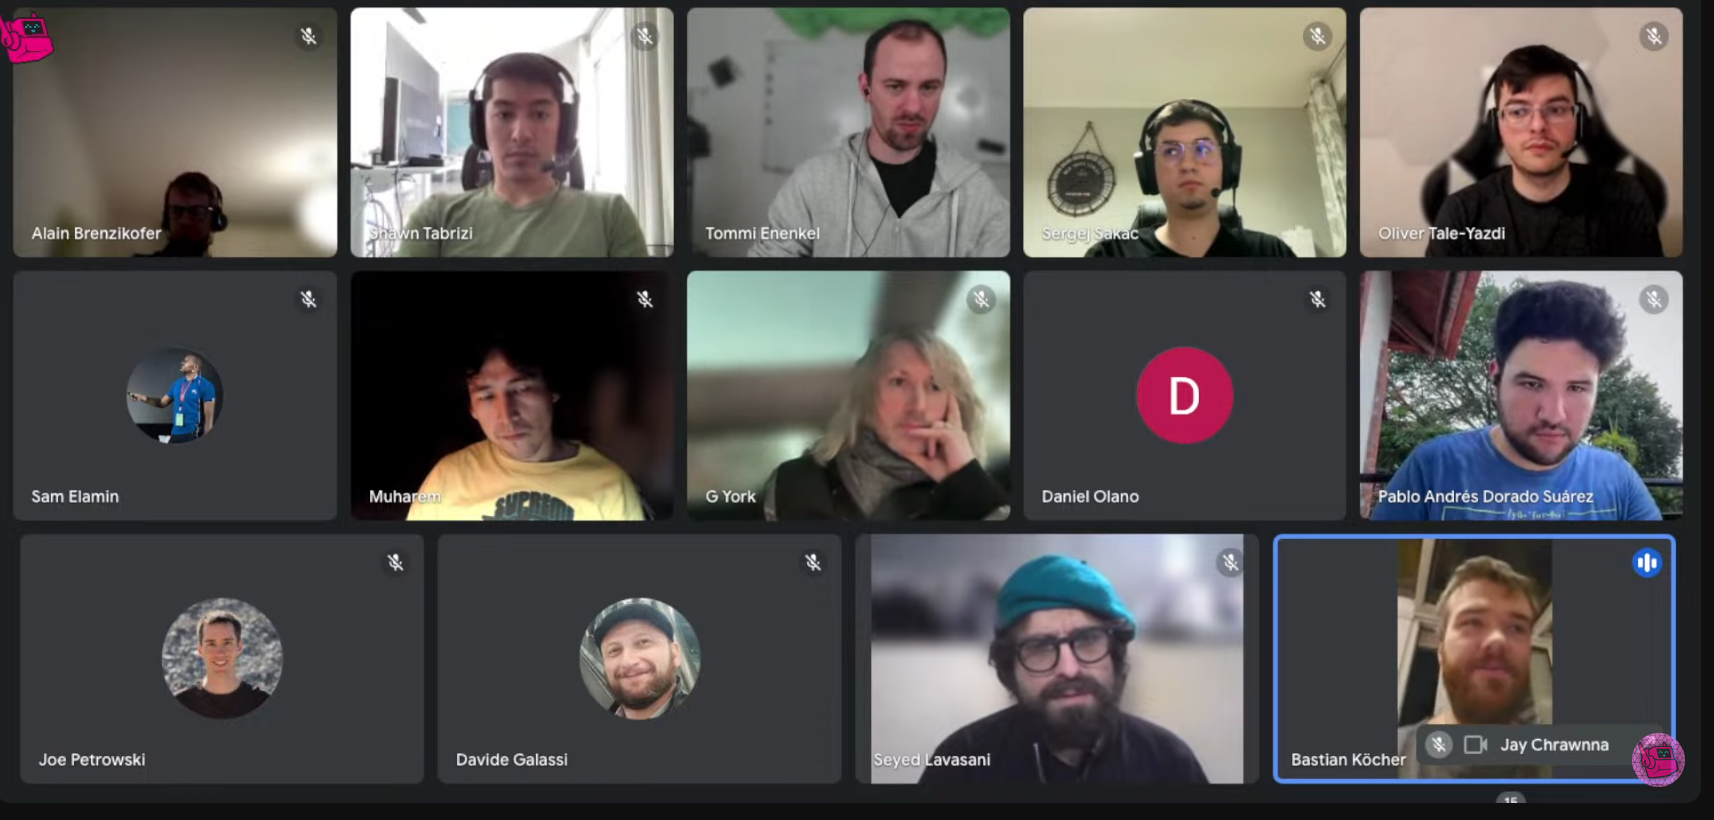 Alain Brenzikofer
Shawn Tabrizi
Tommi Enenkel
Sergej Sakac
Oliver Tale-Yazdi
Sam Elamin
Muharem
G York
D
Daniel Olano
Pablo Andrés Dorado Suárez
Joe Petrowski
Davide Galassi
Seyed Lavasani
Bastian Köcher
Jay Chrawnna
15